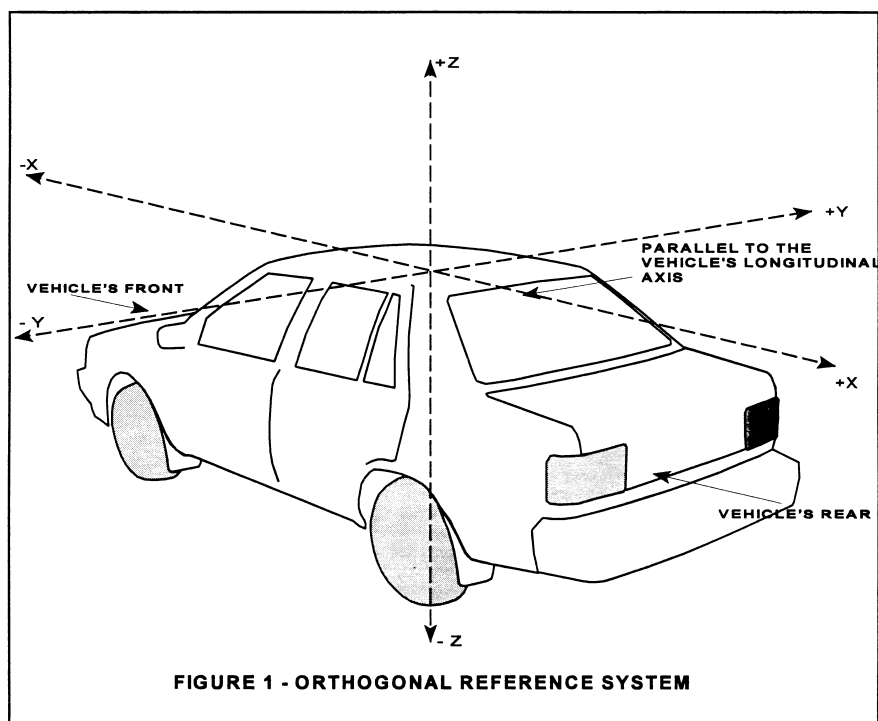 +Z
-X
+Y
PARALLEL TO THE
VEHICLE'S LONGITUDINAL
AXIS
VEHICLE'S FRONT
- Y
+X
VEHICLE'S REAR
- Z
FIGURE 1 - ORTHOGONAL REFERENCE SYSTEM